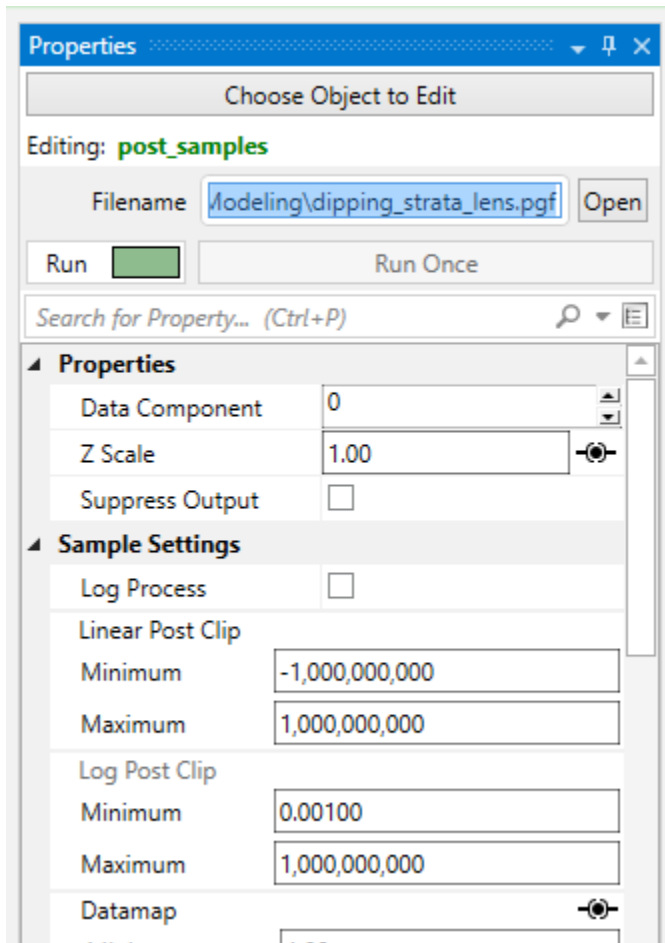 Properties
Choose Object to Edit
Editing: post_samples
Filename Modeling\dipping_strata_lens.pgf Open
Run Run Once
Search for Property... (Ctrl+P)
Properties
Data Component 0
Z Scale 1.00
Suppress Output
Sample Settings
Log Process
Linear Post Clip
Minimum -1,000,000,000
Maximum 1,000,000,000
Log Post Clip
Minimum 0.00100
Maximum 1,000,000,000
Datamap